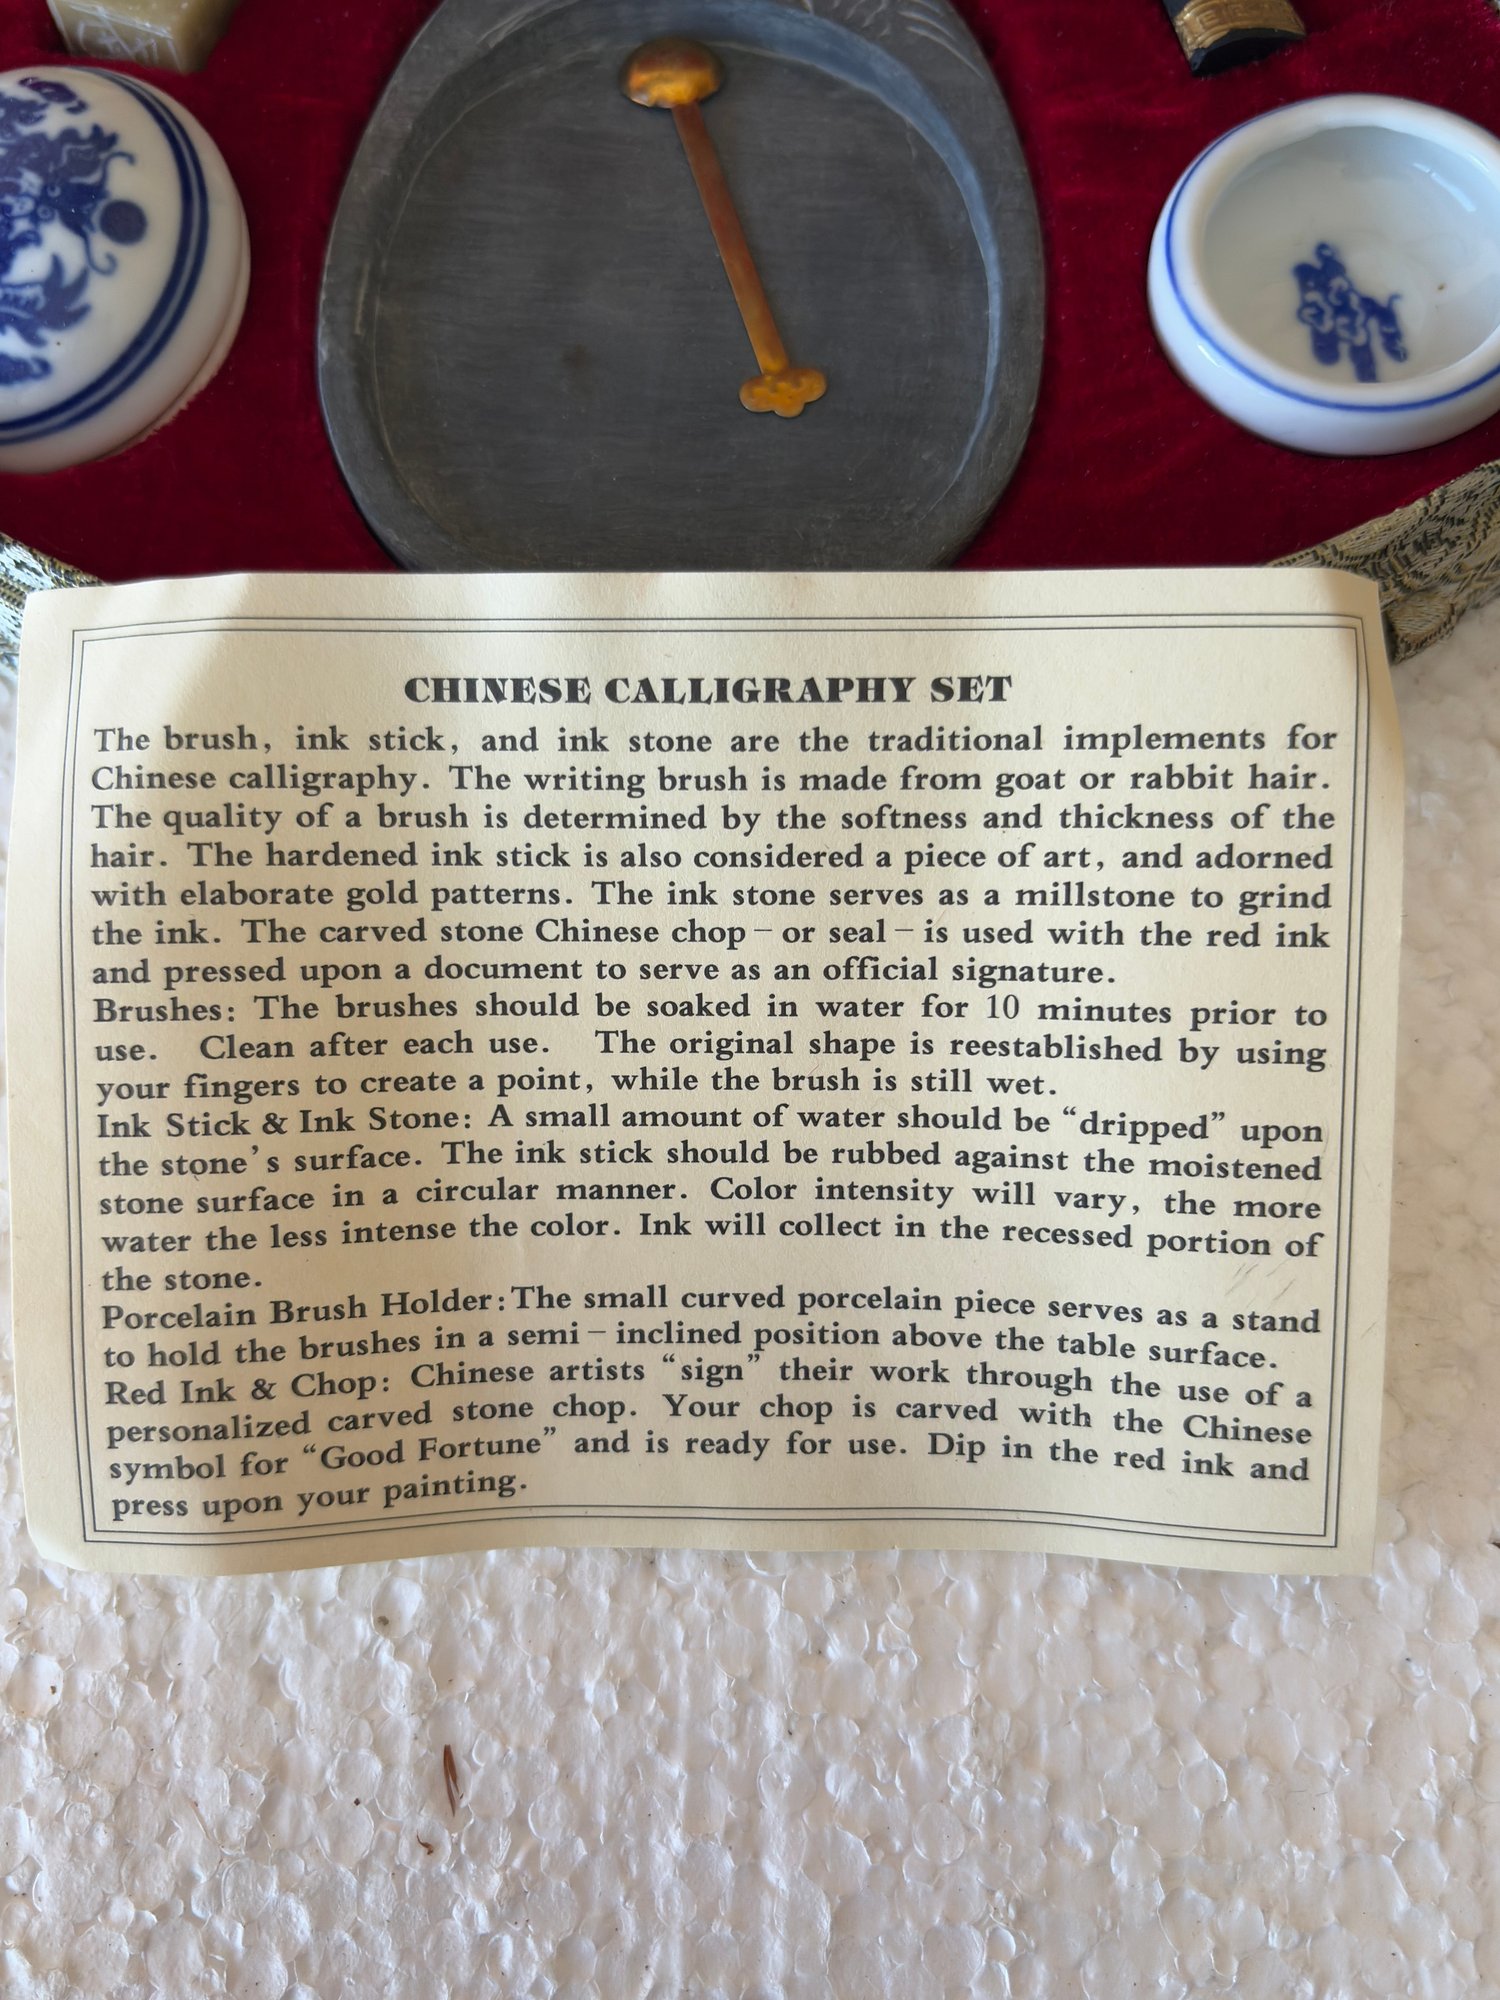 CHINESE CALLIGRAPHY SET
The brush, ink stick, and ink stone are the traditional implements for
Chinese calligraphy. The writing brush is made from goat or rabbit hair.
The quality of a brush is determined by the softness and thickness of the
hair. The hardened ink stick is also considered a piece of art, and adorned
with elaborate gold patterns. The ink stone serves as a millstone to grind
the ink. The carved stone Chinese chop – or seal – is used with the red ink
and pressed upon a document to serve as an official signature.
Brushes: The brushes should be soaked in water for 10 minutes prior to
use. Clean after each use. The original shape is reestablished by using
your fingers to create a point, while the brush is still wet.
Ink Stick & Ink Stone: A small amount of water should be “dripped” upon
the stone's surface. The ink stick should be rubbed against the moistened
stone surface in a circular manner. Color intensity will vary, the more
water the less intense the color. Ink will collect in the recessed portion of
the stone.
Porcelain Brush Holder: The small curved porcelain piece serves as a stand
to hold the brushes in a semi – inclined position above the table surface.
Red Ink & Chop: Chinese artists “sign” their work through the use of a
personalized carved stone chop. Your chop is carved with the Chinese
symbol for “Good Fortune” and is ready for use. Dip in the red ink and
press upon your painting.